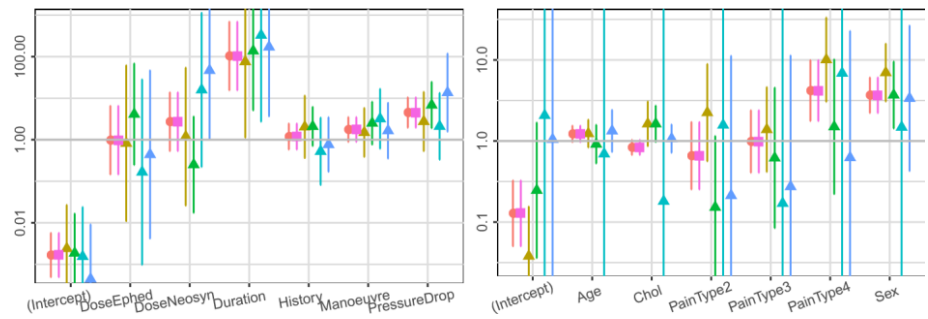 100.00
1.00
0.01
(Intercept)
DoseEphed
DoseNeosyn
Duration
History
Manoeuvre
PressureDrop
10.0
1.0
0.1
(Intercept)
Age
Chol
PainType2
PainType3
PainType4
Sex